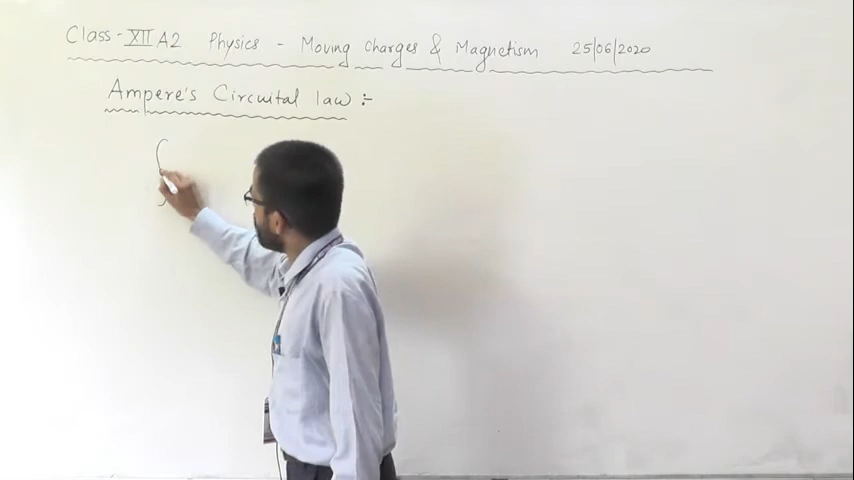 Class - XII A2 Physics - Moving Charges & Magnetism 25/06/2020
Ampere's Circuital law :-
∫